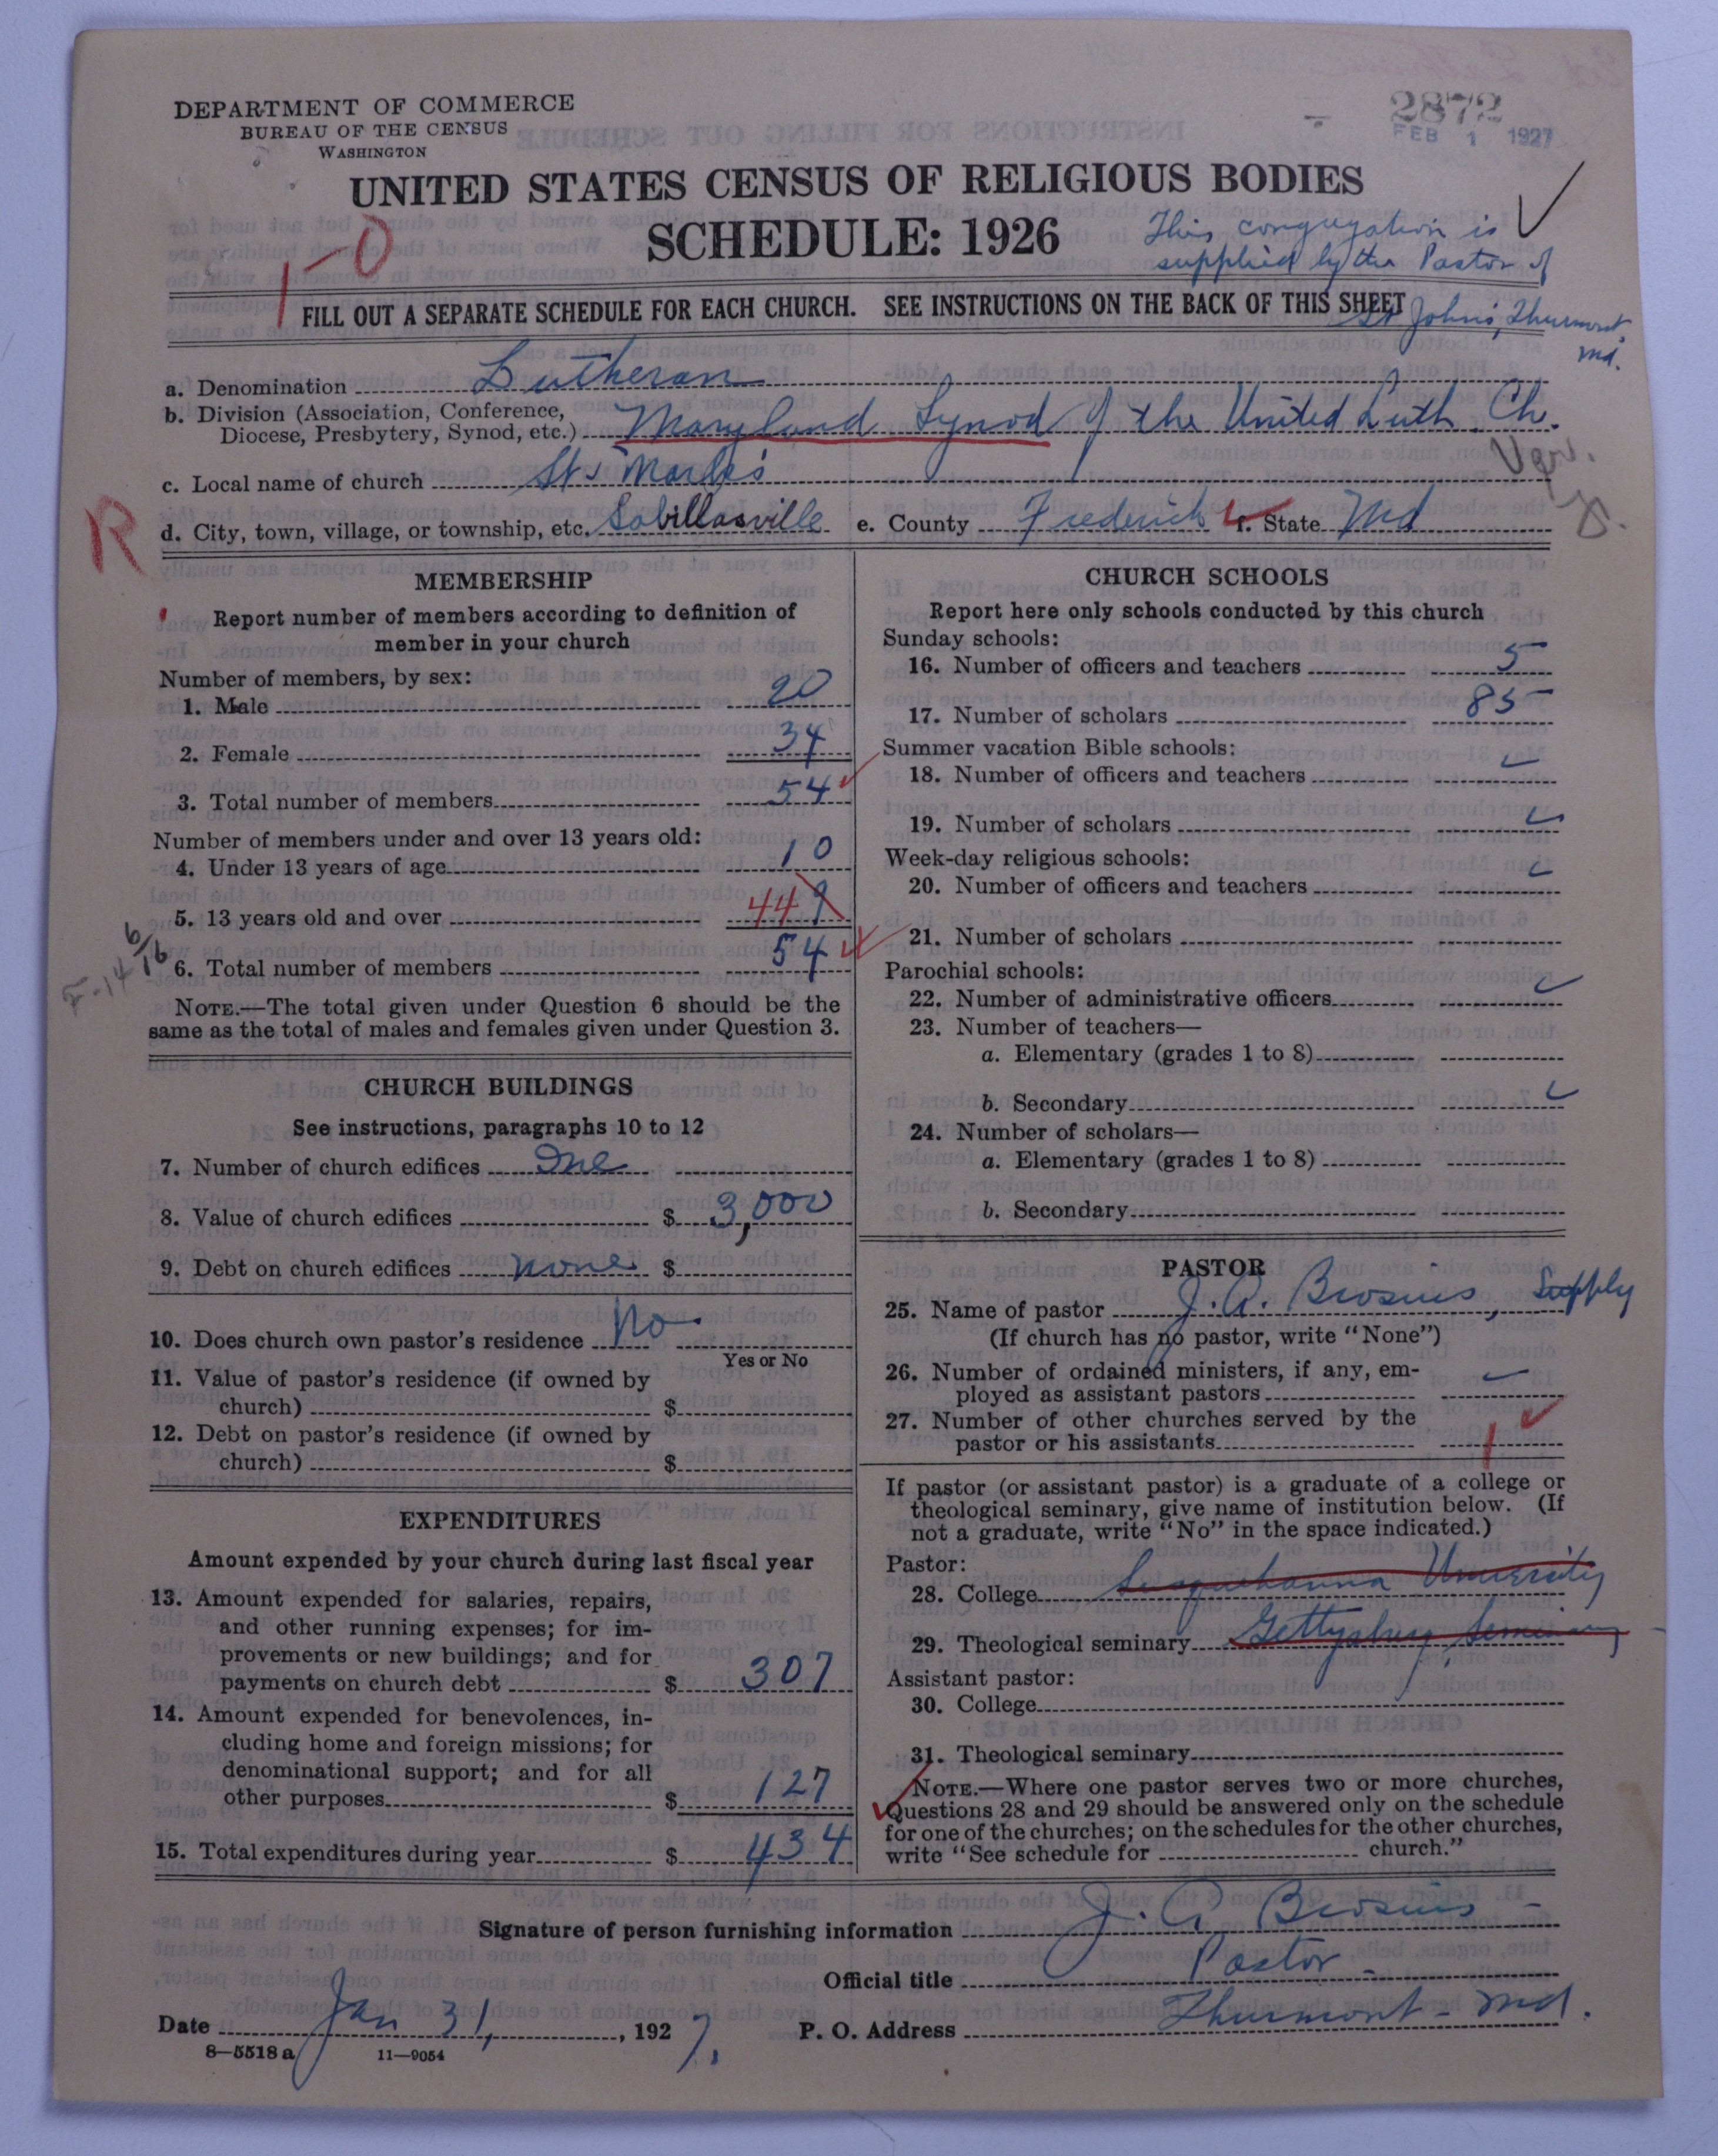 DEPARTMENT OF COMMERCE
BUREAU OF THE CENSUS
WASHINGTON
2872
FEB 1 1927
UNITED STATES CENSUS OF RELIGIOUS BODIES
SCHEDULE: 1926
1-0
This congregation is
supplied by the Pastor of
St Johns, Thurmont
Md.
FILL OUT A SEPARATE SCHEDULE FOR EACH CHURCH. SEE INSTRUCTIONS ON THE BACK OF THIS SHEET
a. Denomination Lutheran
b. Division (Association, Conference, Diocese, Presbytery, Synod, etc.) Maryland Synod of the United Luth. Ch.
c. Local name of church St. Mark's
Ver.
R
d. City, town, village, or township, etc. Sabillasville e. County Frederick f. State Md
MEMBERSHIP
Report number of members according to definition of
member in your church
Number of members, by sex:
1. Male 20
2. Female 34
3. Total number of members 54
Number of members under and over 13 years old:
4. Under 13 years of age 10
5. 13 years old and over 44
6. Total number of members 54
NOTE.—The total given under Question 6 should be the
same as the total of males and females given under Question 3.
CHURCH BUILDINGS
See instructions, paragraphs 10 to 12
7. Number of church edifices One
8. Value of church edifices $ 3,000
9. Debt on church edifices none $
10. Does church own pastor's residence No
Yes or No
11. Value of pastor's residence (if owned by
church) $
12. Debt on pastor's residence (if owned by
church) $
EXPENDITURES
Amount expended by your church during last fiscal year
13. Amount expended for salaries, repairs,
and other running expenses; for im-
provements or new buildings; and for
payments on church debt $ 307
14. Amount expended for benevolences, in-
cluding home and foreign missions; for
denominational support; and for all
other purposes $ 127
15. Total expenditures during year $ 434
CHURCH SCHOOLS
Report here only schools conducted by this church
Sunday schools:
16. Number of officers and teachers 5
17. Number of scholars 85
Summer vacation Bible schools:
18. Number of officers and teachers
19. Number of scholars
Week-day religious schools:
20. Number of officers and teachers
21. Number of scholars
Parochial schools:
22. Number of administrative officers
23. Number of teachers—
a. Elementary (grades 1 to 8)
b. Secondary
24. Number of scholars—
a. Elementary (grades 1 to 8)
b. Secondary
PASTOR
25. Name of pastor J. A. Brosius, Supply
(If church has no pastor, write "None")
26. Number of ordained ministers, if any, em-
ployed as assistant pastors
27. Number of other churches served by the
pastor or his assistants 1
If pastor (or assistant pastor) is a graduate of a college or
theological seminary, give name of institution below. (If
not a graduate, write "No" in the space indicated.)
Pastor:
28. College Susquehanna University
29. Theological seminary Gettysburg Seminary
Assistant pastor:
30. College
31. Theological seminary
NOTE.—Where one pastor serves two or more churches,
Questions 28 and 29 should be answered only on the schedule
for one of the churches; on the schedules for the other churches,
write "See schedule for church."
Signature of person furnishing information J. A. Brosius
Official title Pastor
Date Jan 31, 1927. P. O. Address Thurmont - Md.
8—5518 a 11—9054